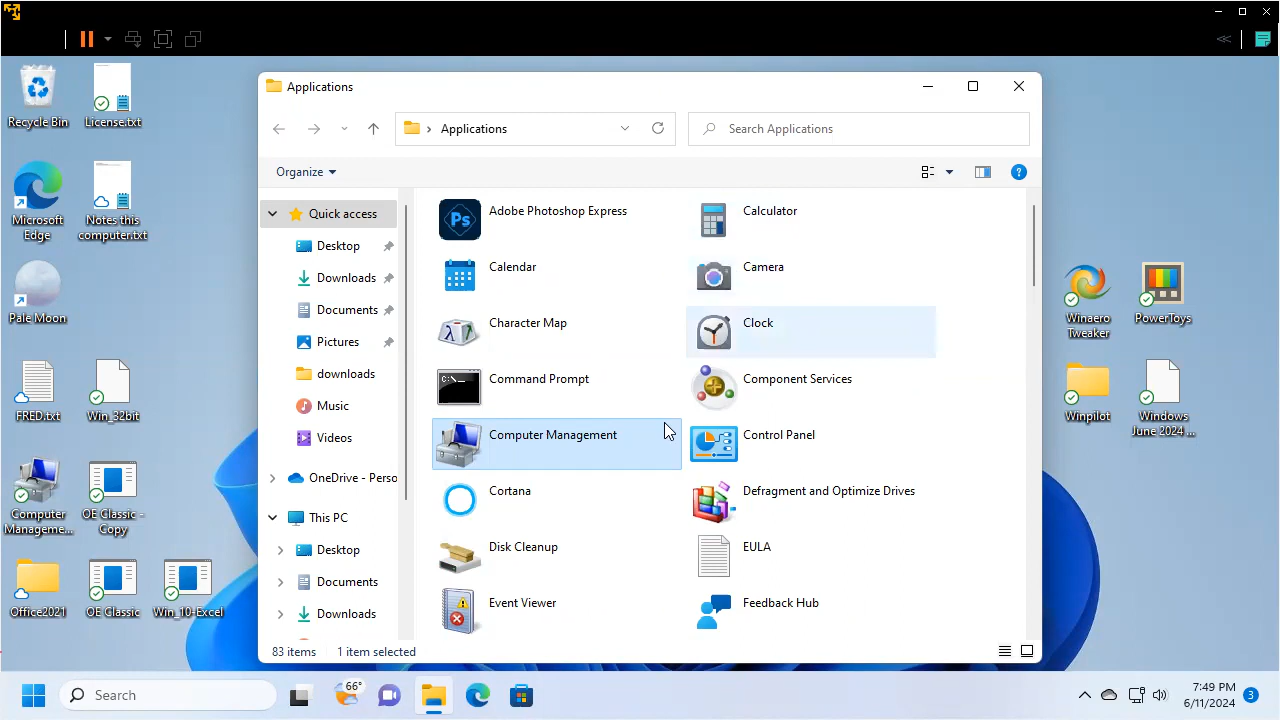 Applications
Applications
Search Applications
Organize
Quick access
Desktop
Downloads
Documents
Pictures
downloads
Music
Videos
OneDrive - Perso
This PC
Desktop
Documents
Downloads
Adobe Photoshop Express
Calculator
Calendar
Camera
Character Map
Clock
Command Prompt
Component Services
Computer Management
Control Panel
Cortana
Defragment and Optimize Drives
Disk Cleanup
EULA
Event Viewer
Feedback Hub
83 items
1 item selected
Recycle Bin
License.txt
Microsoft
Edge
Notes this
computer.txt
Pale Moon
FRED.txt
Win_32bit
Computer
Manageme...
OE Classic -
Copy
Office2021
OE Classic
Win_10-Excel
Winaero
Tweaker
PowerToys
Winpilot
Windows
June 2024 ...
Search
66°
7:49 PM
6/11/2024
3